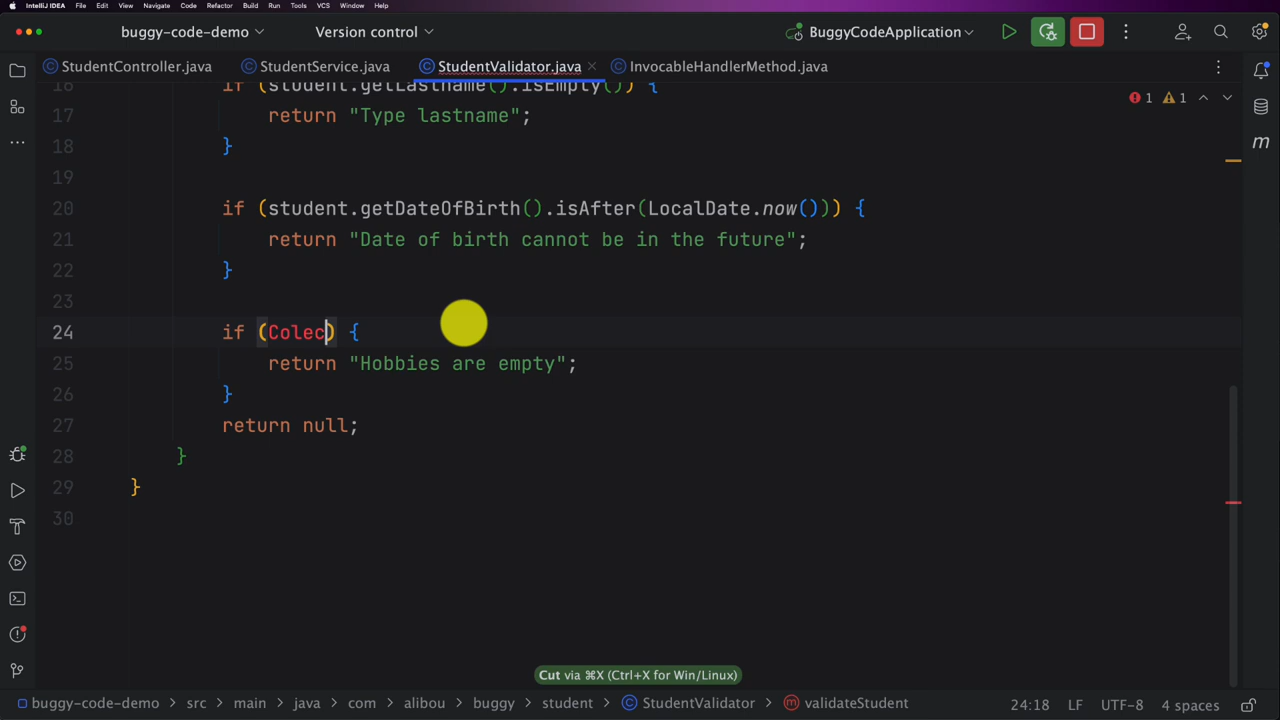 IntelliJ IDEA File Edit View Navigate Code Refactor Build Run Tools VCS Window Help
buggy-code-demo Version control BuggyCodeApplication
StudentController.java StudentService.java StudentValidator.java InvocableHandlerMethod.java
1 1
16 if (student.getLastname().isEmpty()) {
17 return "Type lastname";
18 }
19
20 if (student.getDateOfBirth().isAfter(LocalDate.now())) {
21 return "Date of birth cannot be in the future";
22 }
23
24 if (Colec) {
25 return "Hobbies are empty";
26 }
27 return null;
28 }
29 }
30
Cut via ⌘X (Ctrl+X for Win/Linux)
buggy-code-demo > src > main > java > com > alibou > buggy > student > StudentValidator > validateStudent 24:18 LF UTF-8 4 spaces